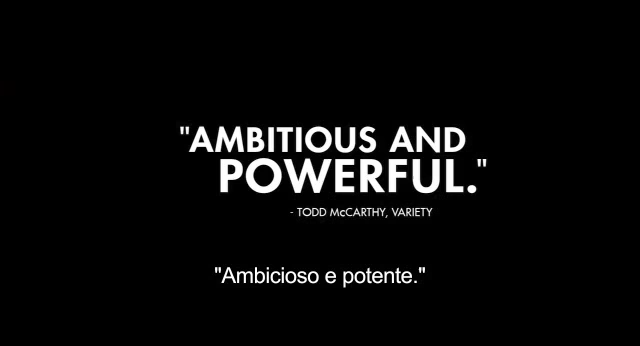 "AMBITIOUS AND
POWERFUL."
- TODD McCARTHY, VARIETY
"Ambicioso e potente."